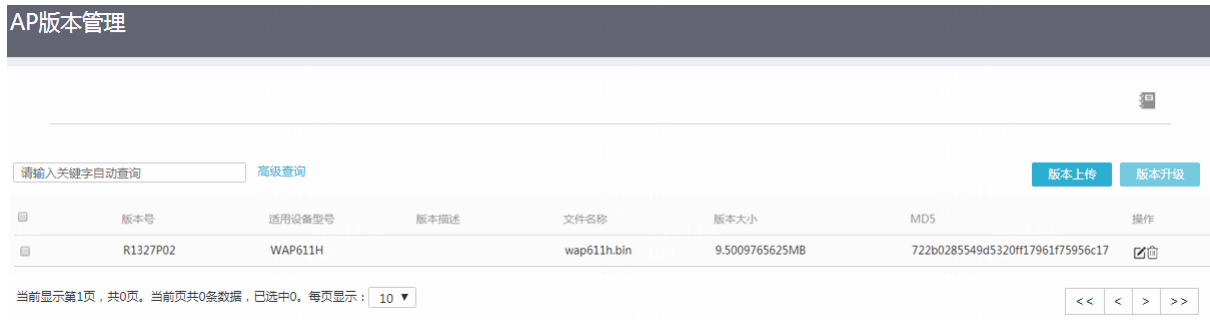 AP版本管理
请输入关键字自动查询 高级查询 版本上传 版本升级
版本号 适用设备型号 版本描述 文件名称 版本大小 MD5 操作
R1327P02 WAP611H wap611h.bin 9.5009765625MB 722b0285549d5320ff17961f75956c17
当前显示第1页，共0页。当前页共0条数据，已选中0。每页显示： 10 ▼
<< < > >>